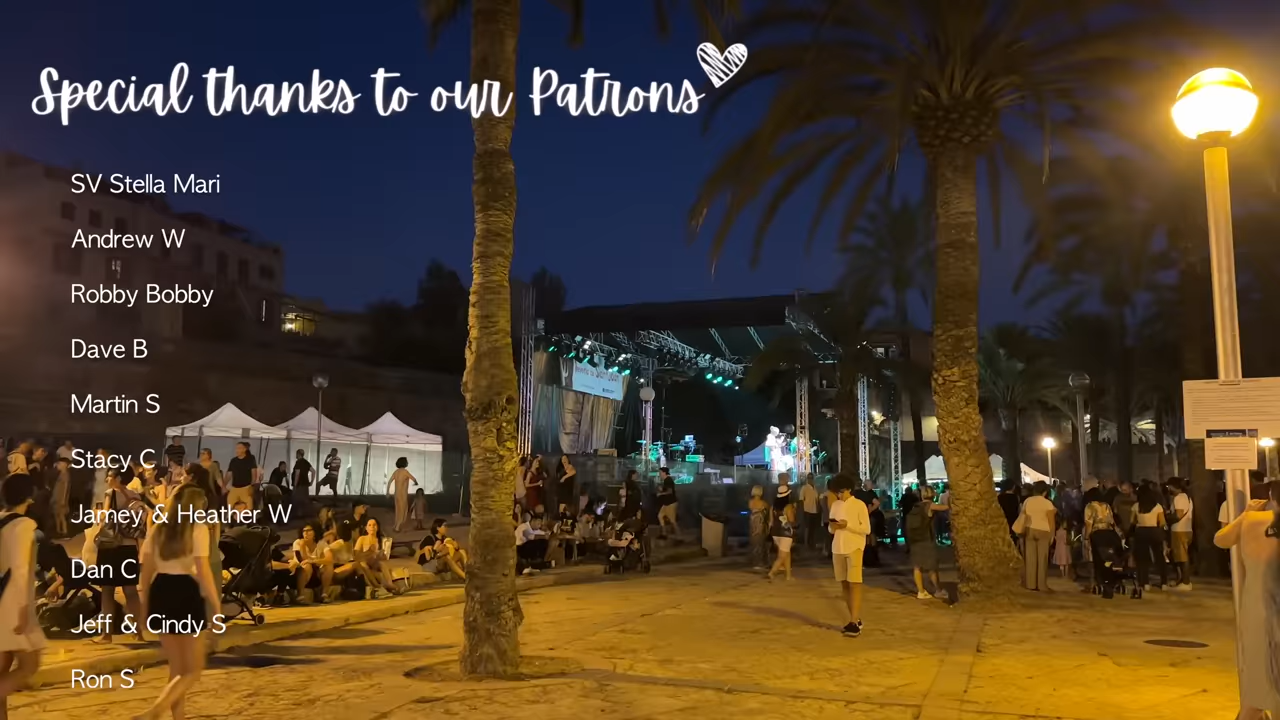 Special thanks to our Patrons
SV Stella Mari
Andrew W
Robby Bobby
Dave B
Martin S
Stacy C
Jamey & Heather W
Dan C
Jeff & Cindy S
Ron S